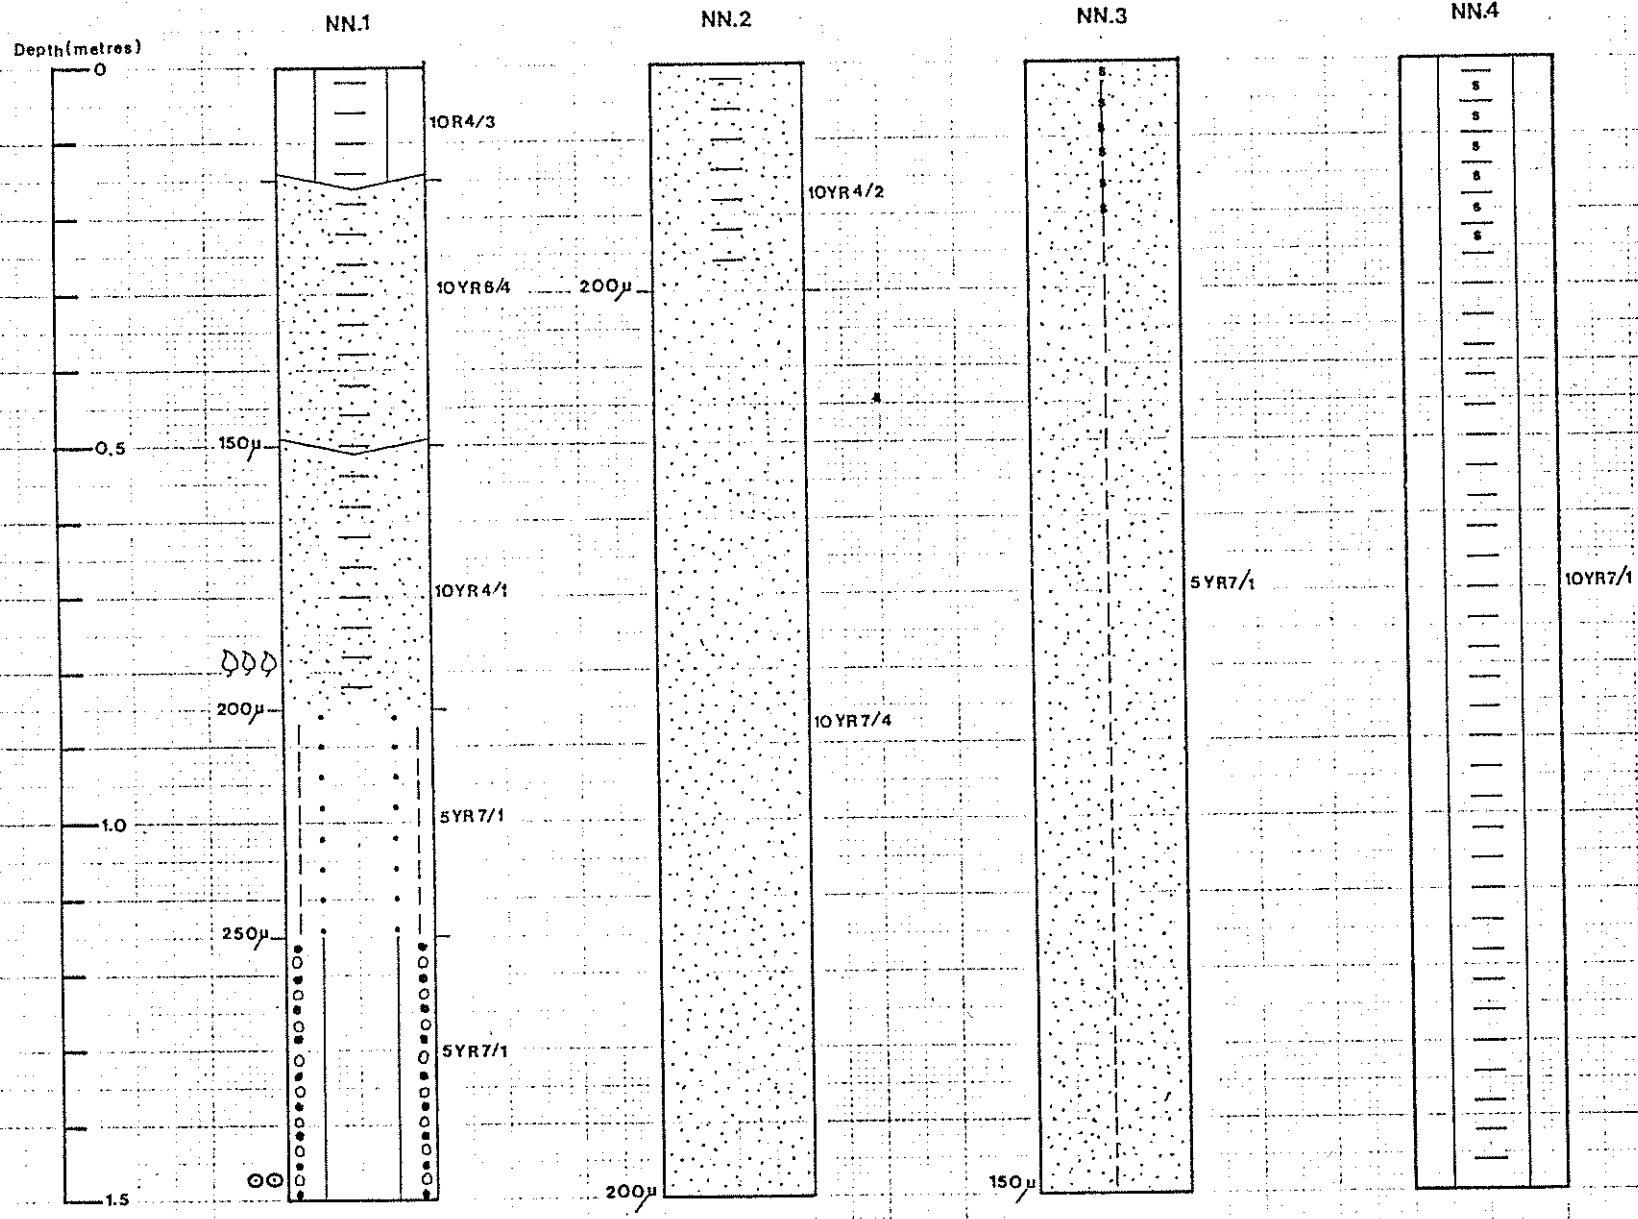 NN.1
NN.2
NN.3
NN.4
Depth(metres)
0
0.5
1.0
1.5
10R4/3
10YR6/4
150µ
10YR4/1
200µ
5YR7/1
250µ
5YR7/1
10YR4/2
200µ
10YR7/4
200µ
s
s
s
s
s
s
5YR7/1
150µ
s
s
s
s
s
s
10YR7/1